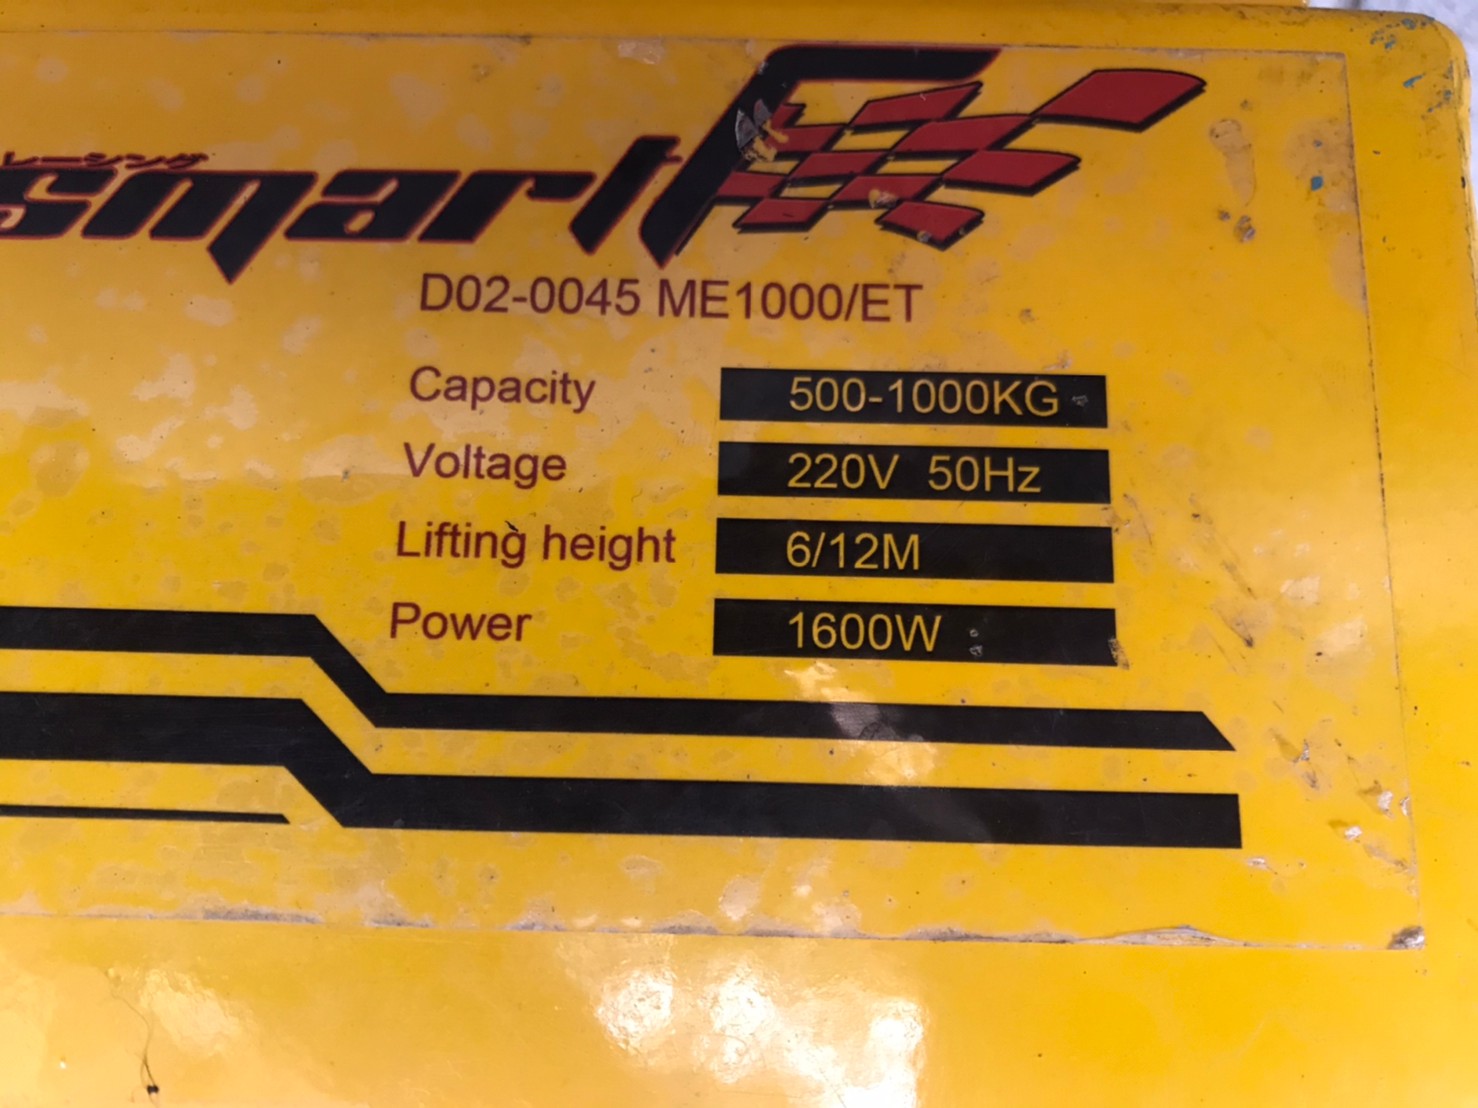 レーシング
smart
D02-0045 ME1000/ET
Capacity 500-1000KG
Voltage 220V 50Hz
Lifting height 6/12M
Power 1600W